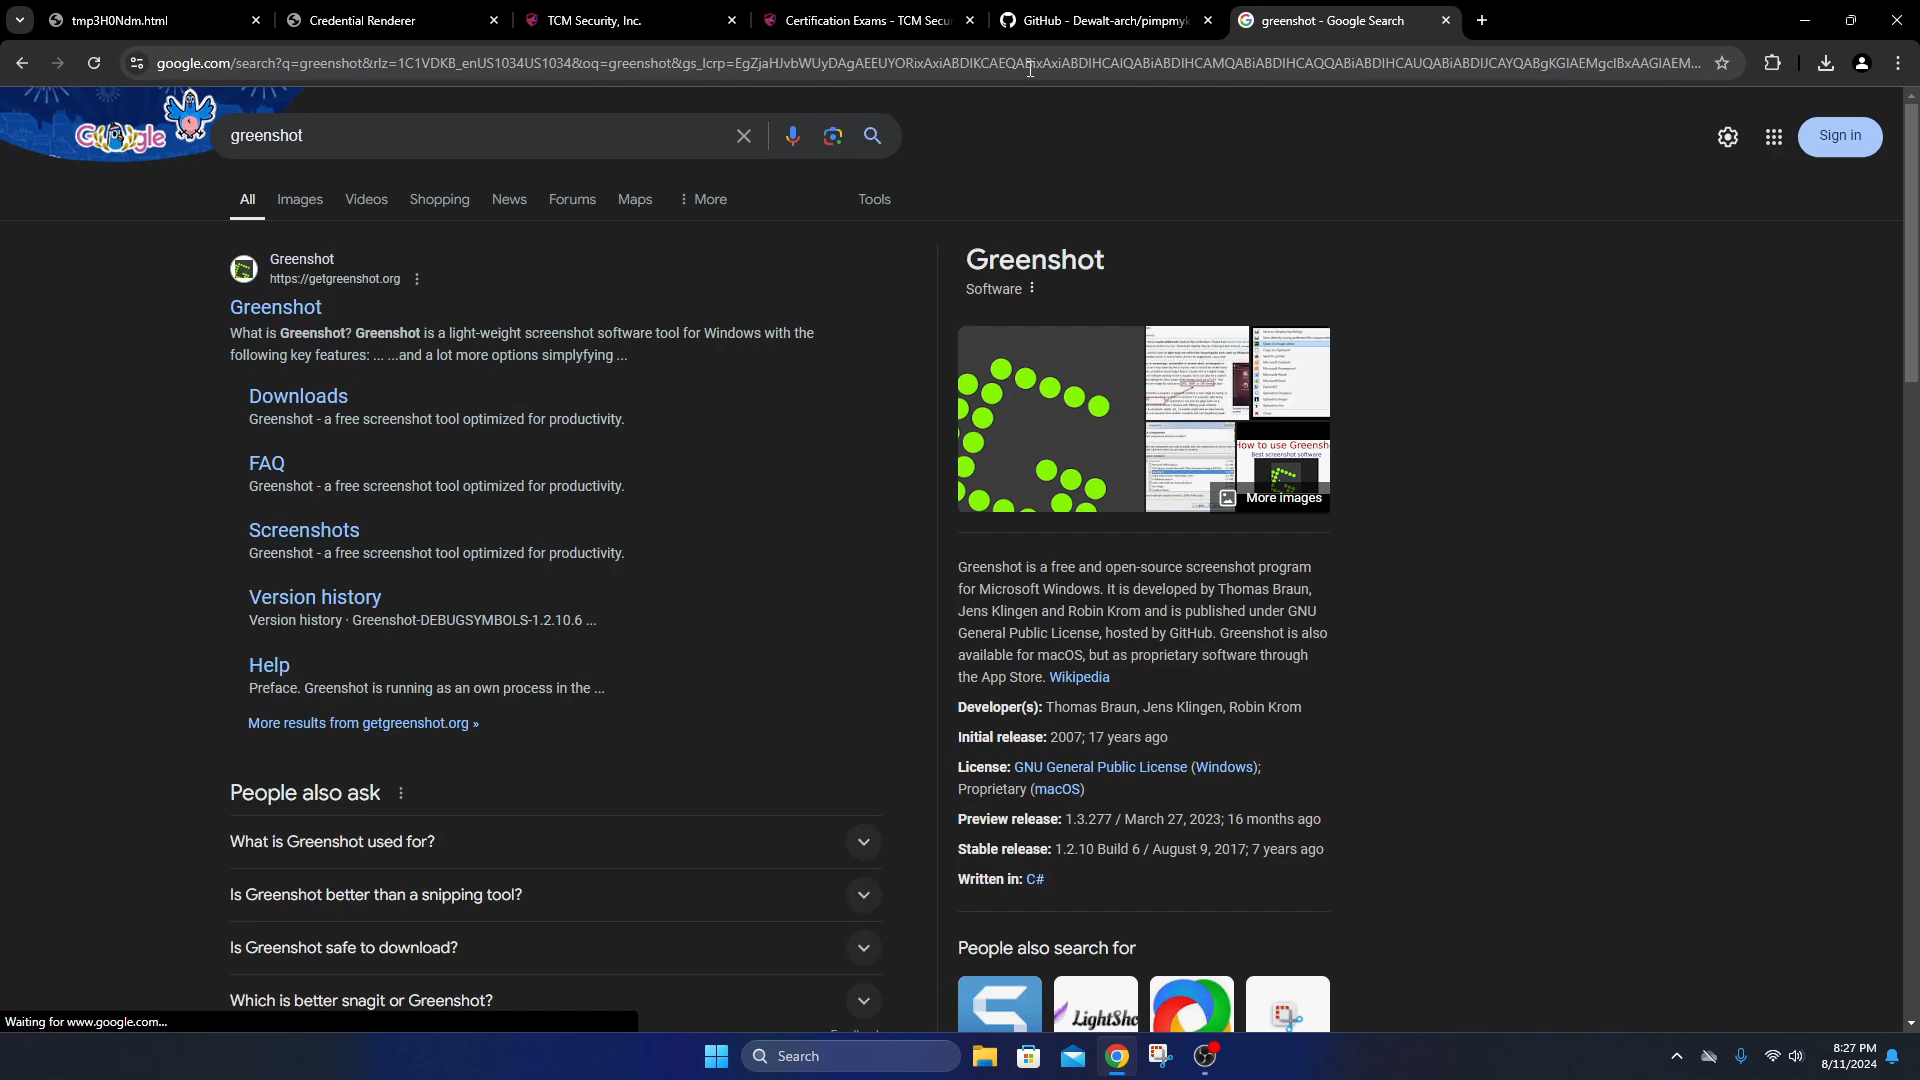 tmp3H0Ndm.html
Credential Renderer
TCM Security, Inc.
Certification Exams - TCM Secur
GitHub - Dewalt-arch/pimpmyk
greenshot - Google Search
google.com/search?q=greenshot&rlz=1C1VDKB_enUS1034US1034&oq=greenshot&gs_lcrp=EgZjaHJvbWUyDAgAEEUYORixAxiABDIKCAEQABixAxiABDIHCAIQABiABDIHCAMQABiABDIHCAQQABiABDIHCAUQABiABDIJCAYQABgKGIAEMgcIBxAAGIAEM...
Google
greenshot
Sign in
All
Images
Videos
Shopping
News
Forums
Maps
More
Tools
Greenshot
https://getgreenshot.org
Greenshot
What is Greenshot? Greenshot is a light-weight screenshot software tool for Windows with the
following key features: ... ...and a lot more options simplyfying ...
Downloads
Greenshot - a free screenshot tool optimized for productivity.
FAQ
Greenshot - a free screenshot tool optimized for productivity.
Screenshots
Greenshot - a free screenshot tool optimized for productivity.
Version history
Version history · Greenshot-DEBUGSYMBOLS-1.2.10.6 ...
Help
Preface. Greenshot is running as an own process in the ...
More results from getgreenshot.org »
People also ask
What is Greenshot used for?
Is Greenshot better than a snipping tool?
Is Greenshot safe to download?
Which is better snagit or Greenshot?
Greenshot
Software
How to use Greensh
Best screenshot software
More images
Greenshot is a free and open-source screenshot program
for Microsoft Windows. It is developed by Thomas Braun,
Jens Klingen and Robin Krom and is published under GNU
General Public License, hosted by GitHub. Greenshot is also
available for macOS, but as proprietary software through
the App Store. Wikipedia
Developer(s): Thomas Braun, Jens Klingen, Robin Krom
Initial release: 2007; 17 years ago
License: GNU General Public License (Windows);
Proprietary (macOS)
Preview release: 1.3.277 / March 27, 2023; 16 months ago
Stable release: 1.2.10 Build 6 / August 9, 2017; 7 years ago
Written in: C#
People also search for
LightSho
Waiting for www.google.com...
Search
8:27 PM
8/11/2024